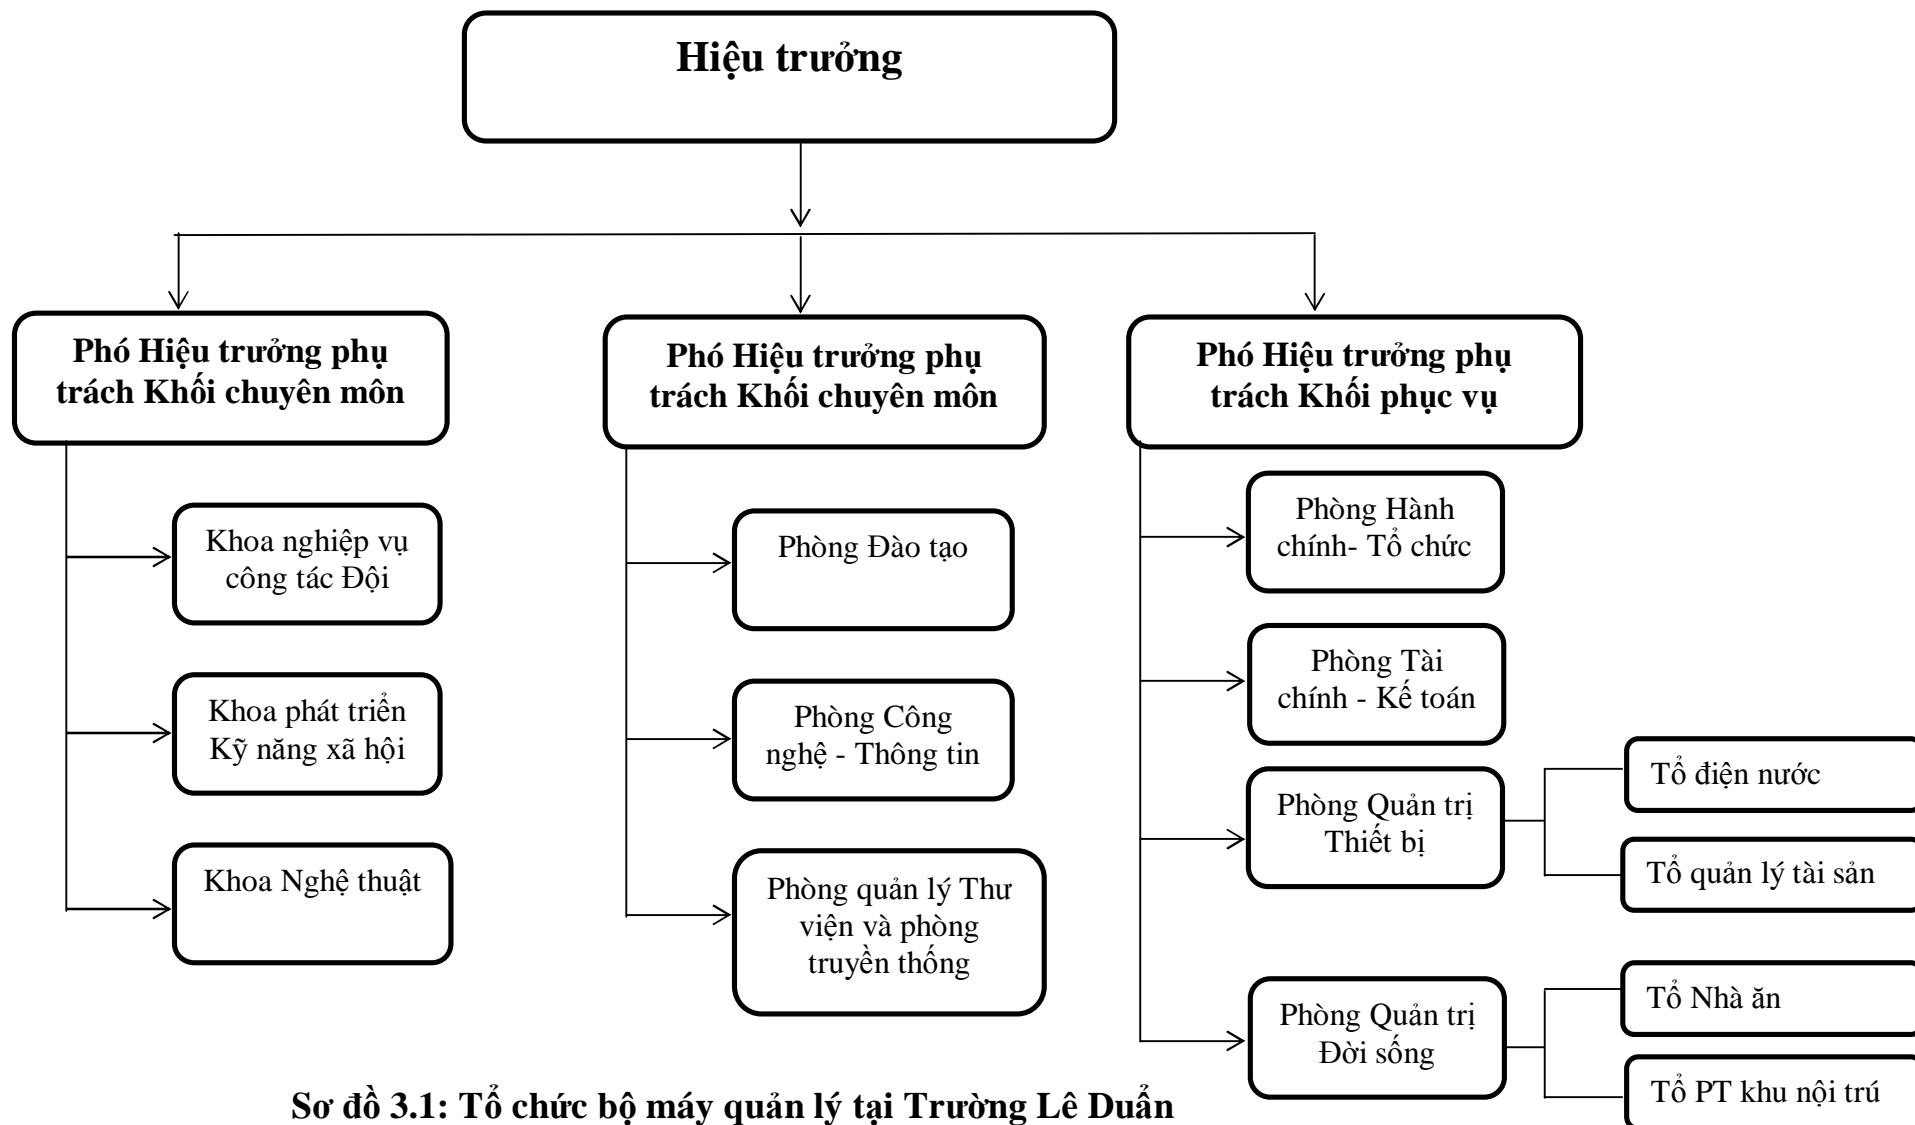 Hiệu trưởng
Phó Hiệu trưởng phụ
trách Khối chuyên môn
Phó Hiệu trưởng phụ
trách Khối chuyên môn
Phó Hiệu trưởng phụ
trách Khối phục vụ
Khoa nghiệp vụ
công tác Đội
Khoa phát triển
Kỹ năng xã hội
Khoa Nghệ thuật
Phòng Đào tạo
Phòng Công
nghệ - Thông tin
Phòng quản lý Thư
viện và phòng
truyền thống
Phòng Hành
chính- Tổ chức
Phòng Tài
chính - Kế toán
Phòng Quản trị
Thiết bị
Tổ điện nước
Tổ quản lý tài sản
Phòng Quản trị
Đời sống
Tổ Nhà ăn
Tổ PT khu nội trú
Sơ đồ 3.1: Tổ chức bộ máy quản lý tại Trường Lê Duẩn